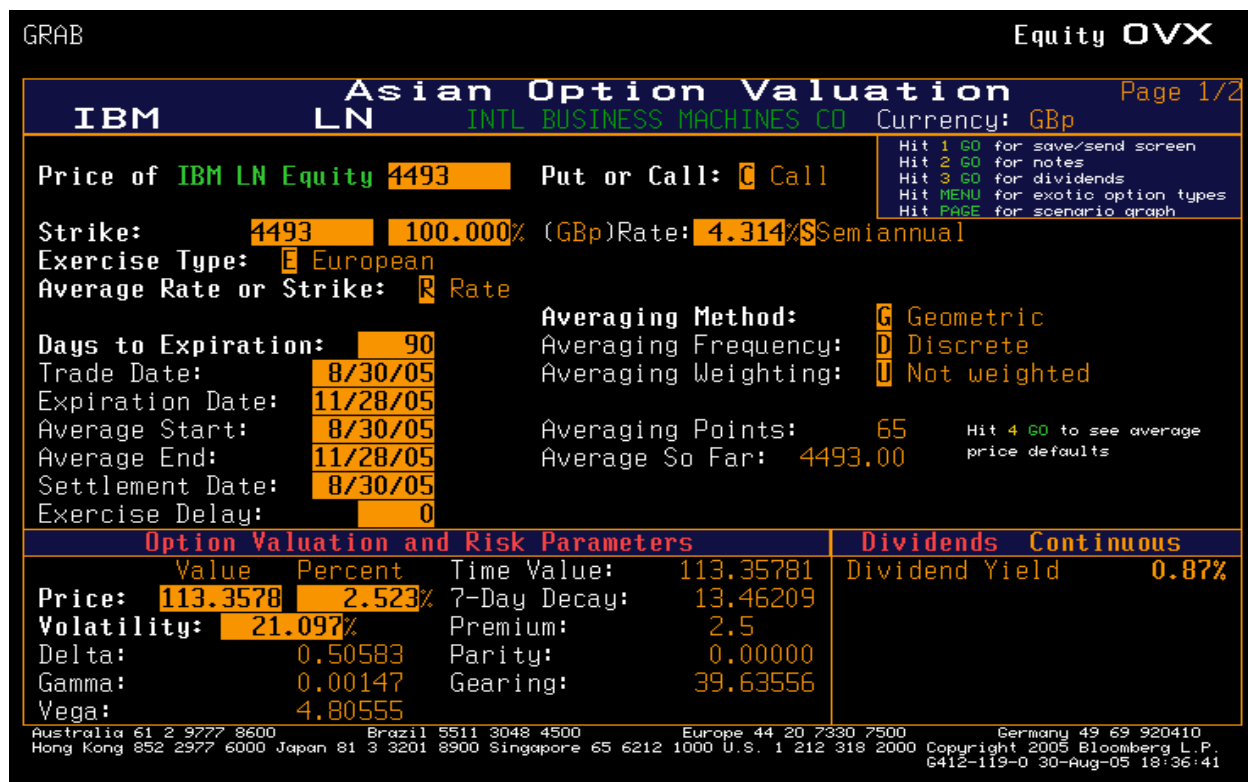 GRAB Equity OVX
Asian Option Valuation Page 1/2
IBM LN INTL BUSINESS MACHINES CO Currency: GBp
Hit 1 GO for save/send screen
Hit 2 GO for notes
Hit 3 GO for dividends
Hit MENU for exotic option types
Hit PAGE for scenario graph
Price of IBM LN Equity 4493 Put or Call: C Call
Strike: 4493 100.000% (GBp)Rate: 4.314%SSemiannual
Exercise Type: E European
Average Rate or Strike: R Rate
Averaging Method: G Geometric
Days to Expiration: 90 Averaging Frequency: D Discrete
Trade Date: 8/30/05 Averaging Weighting: U Not weighted
Expiration Date: 11/28/05
Average Start: 8/30/05 Averaging Points: 65 Hit 4 GO to see average
Average End: 11/28/05 Average So Far: 4493.00 price defaults
Settlement Date: 8/30/05
Exercise Delay: 0
Option Valuation and Risk Parameters Dividends Continuous
Value Percent Time Value: 113.35781 Dividend Yield 0.87%
Price: 113.3578 2.523% 7-Day Decay: 13.46209
Volatility: 21.097% Premium: 2.5
Delta: 0.50583 Parity: 0.00000
Gamma: 0.00147 Gearing: 39.63556
Vega: 4.80555
Australia 61 2 9777 8600 Brazil 5511 3048 4500 Europe 44 20 7330 7500 Germany 49 69 920410
Hong Kong 852 2977 6000 Japan 81 3 3201 8900 Singapore 65 6212 1000 U.S. 1 212 318 2000 Copyright 2005 Bloomberg L.P.
G412-119-0 30-Aug-05 18:36:41